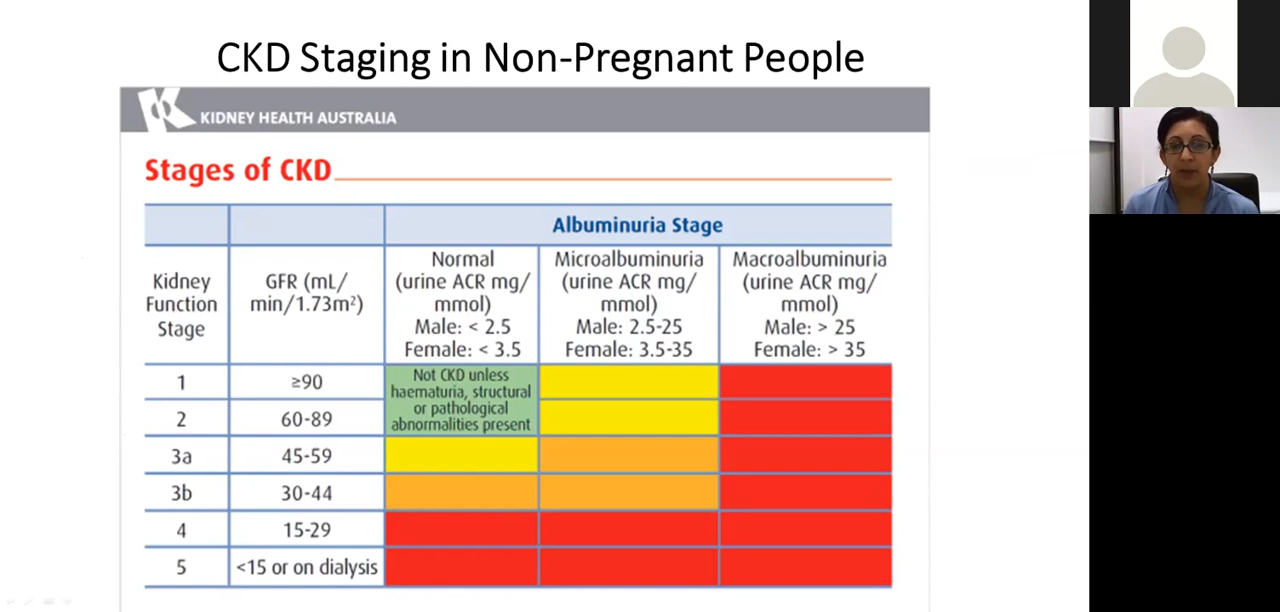 CKD Staging in Non-Pregnant People
KIDNEY HEALTH AUSTRALIA
Stages of CKD
Albuminuria Stage
Kidney
Function
Stage
GFR (mL/
min/1.73m²)
Normal
(urine ACR mg/
mmol)
Male: < 2.5
Female: < 3.5
Microalbuminuria
(urine ACR mg/
mmol)
Male: 2.5-25
Female: 3.5-35
Macroalbuminuria
(urine ACR mg/
mmol)
Male: > 25
Female: > 35
1
≥90
Not CKD unless
haematuria, structural
or pathological
abnormalities present
2
60-89
3a
45-59
3b
30-44
4
15-29
5
<15 or on dialysis